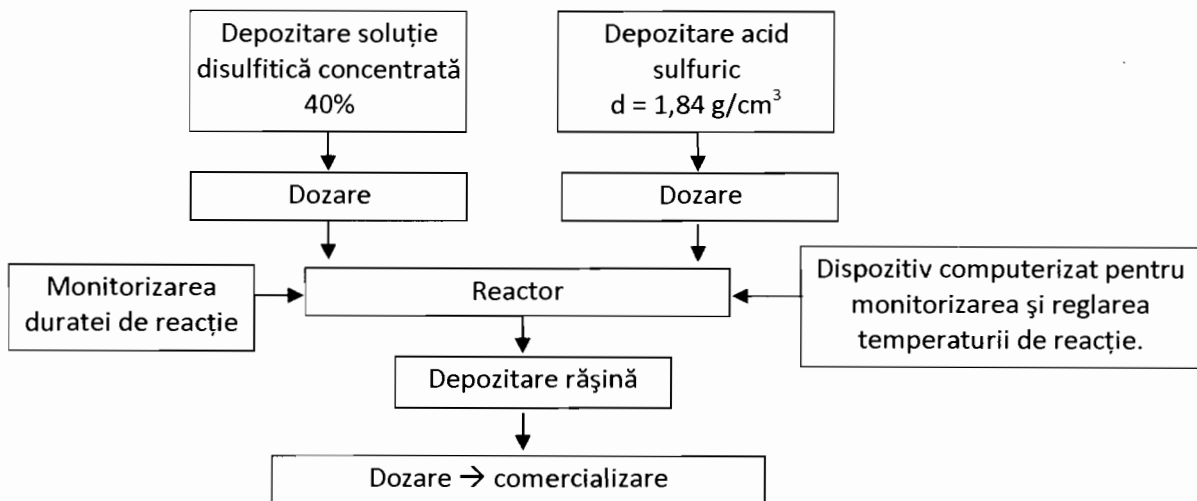 Depozitare soluție
disulfitică concentrată
40%
Depozitare acid
sulfuric
d = 1,84 g/cm³
Dozare
Dozare
Monitorizarea
duratei de reacție
Reactor
Dispozitiv computerizat pentru
monitorizarea şi reglarea
temperaturii de reacție.
Depozitare răşină
Dozare → comercializare